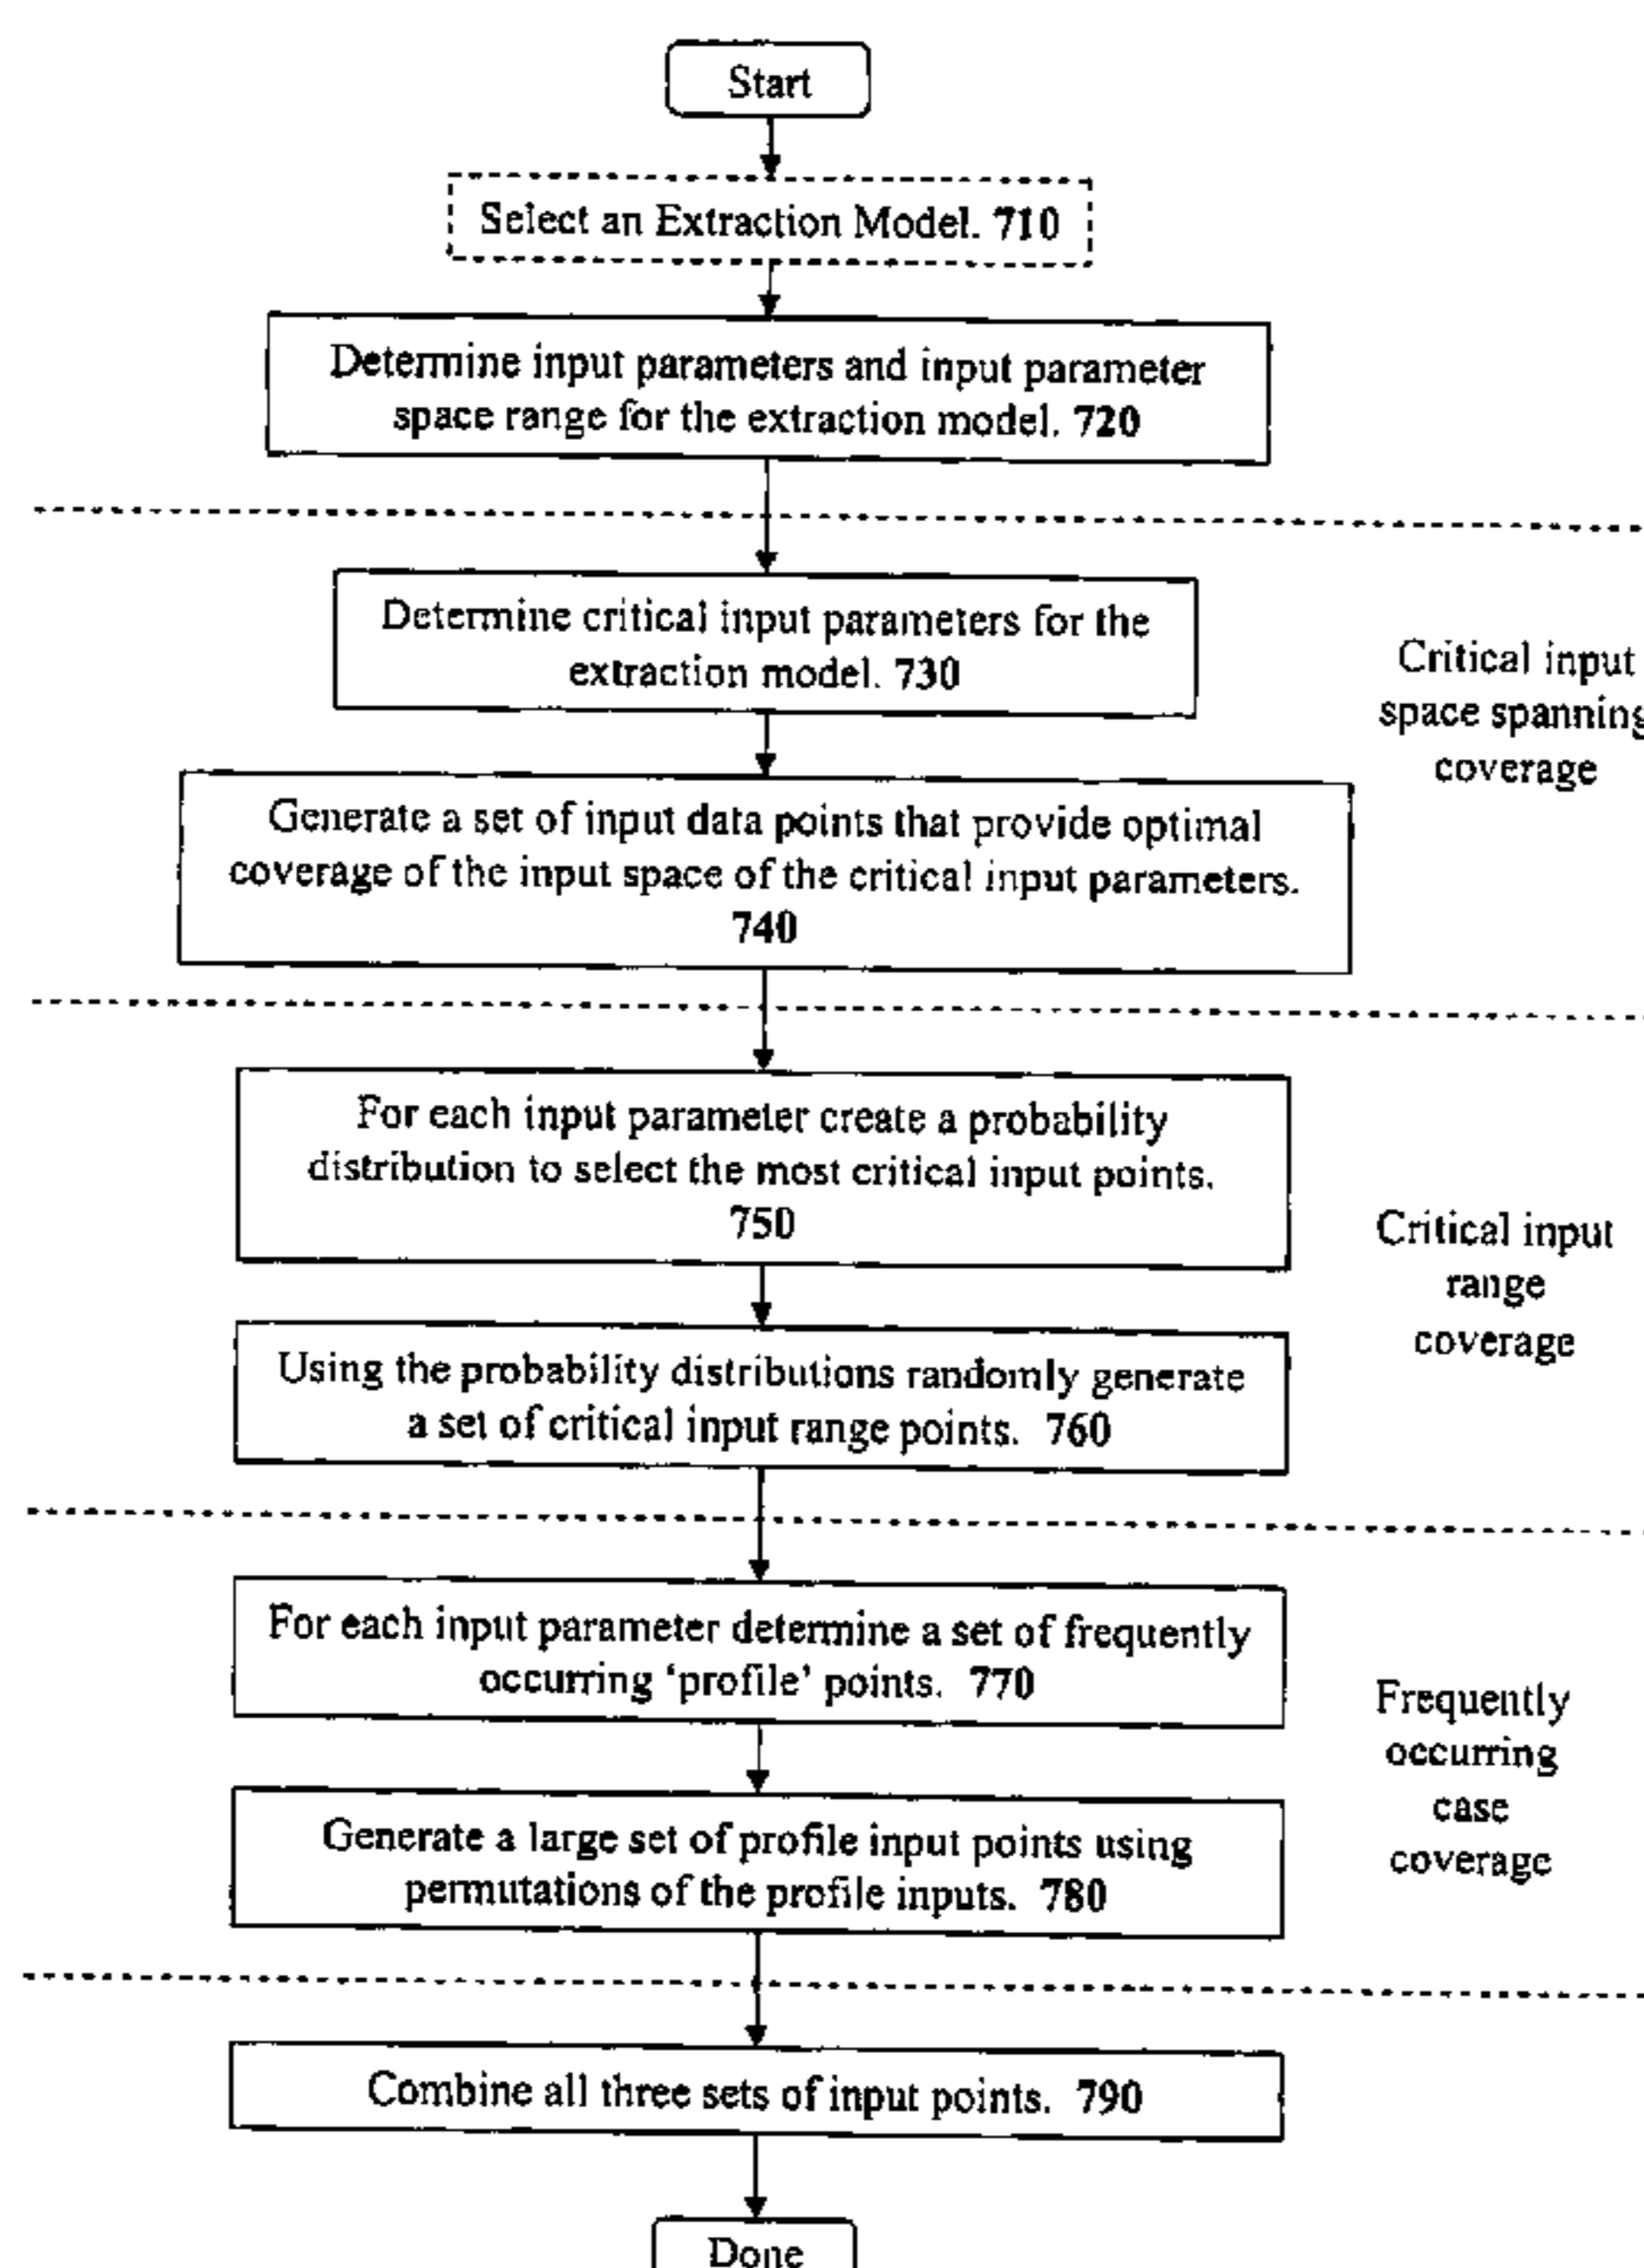 Start
Select an Extraction Model. 710
Determine input parameters and input parameter
space range for the extraction model. 720
Determine critical input parameters for the
extraction model. 730
Critical input
space spanning
coverage
Generate a set of input data points that provide optimal
coverage of the input space of the critical input parameters.
740
For each input parameter create a probability
distribution to select the most critical input points.
750
Critical input
range
coverage
Using the probability distributions randomly generate
a set of critical input range points. 760
For each input parameter determine a set of frequently
occurring ‘profile’ points. 770
Frequently
occurring
case
coverage
Generate a large set of profile input points using
permutations of the profile inputs. 780
Combine all three sets of input points. 790
Done